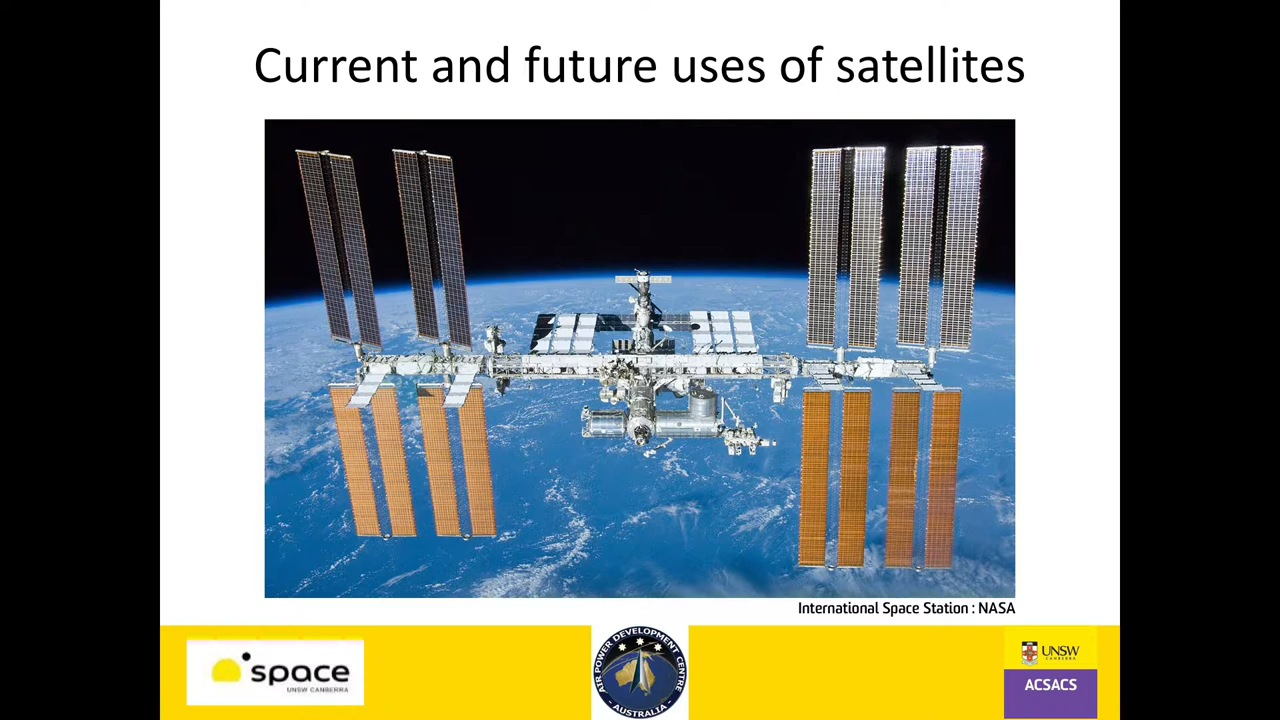 Current and future uses of satellites
International Space Station : NASA
space
UNSW CANBERRA
AIR POWER DEVELOPMENT CENTRE
- AUSTRALIA -
UNSW
CANBERRA
ACSACS